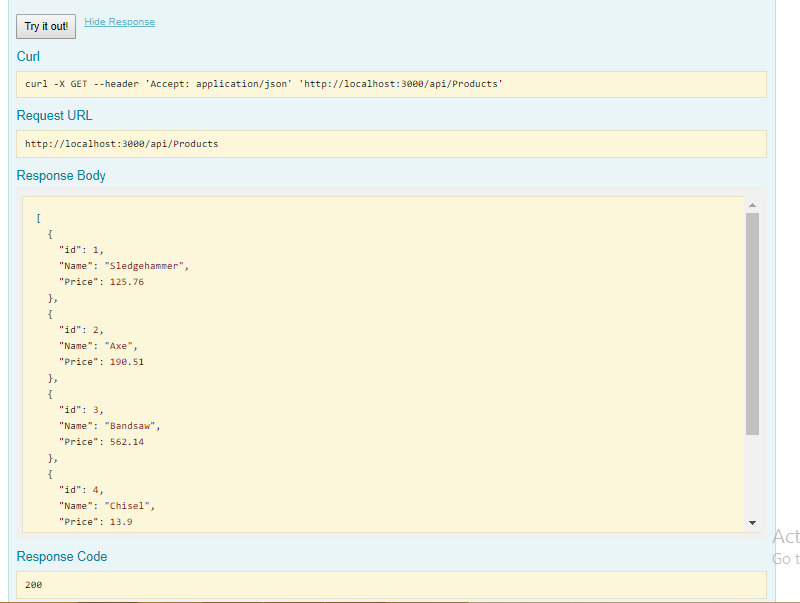 Try it out! Hide Response
Curl
curl -X GET --header 'Accept: application/json' 'http://localhost:3000/api/Products'
Request URL
http://localhost:3000/api/Products
Response Body
[
{
"id": 1,
"Name": "Sledgehammer",
"Price": 125.76
},
{
"id": 2,
"Name": "Axe",
"Price": 190.51
},
{
"id": 3,
"Name": "Bandsaw",
"Price": 562.14
},
{
"id": 4,
"Name": "Chisel",
"Price": 13.9
Act
Response Code
Go t
200